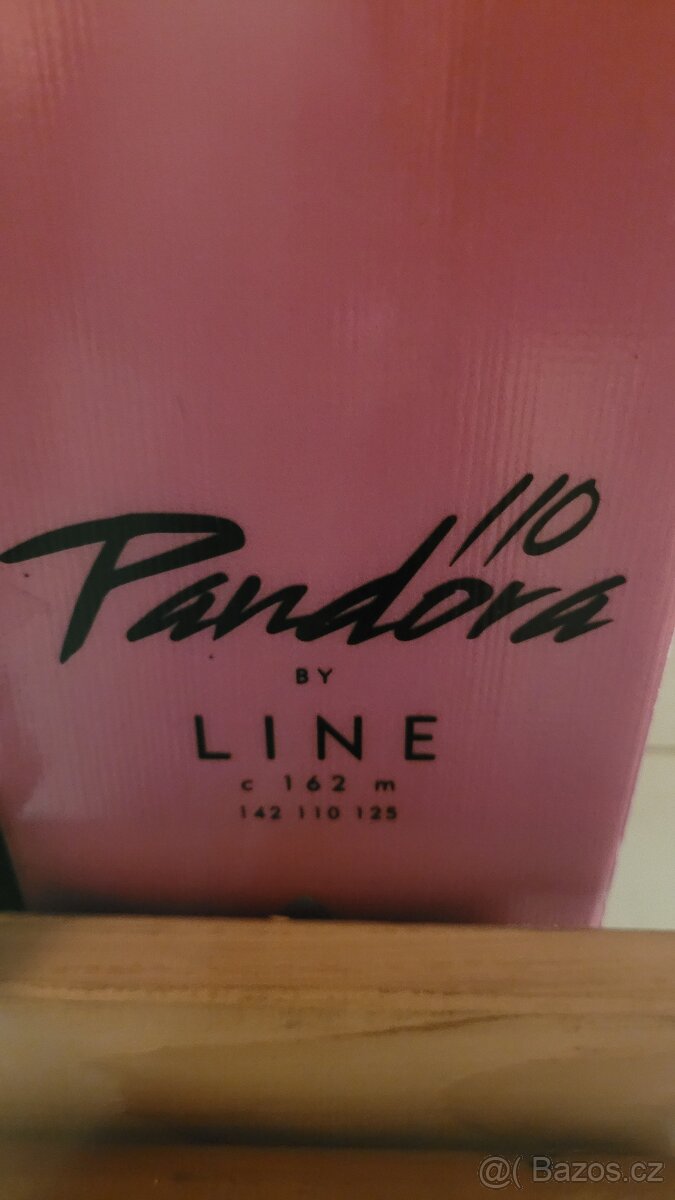 110
Pandora
BY
LINE
c 162 m
142 110 125
@( Bazos.cz